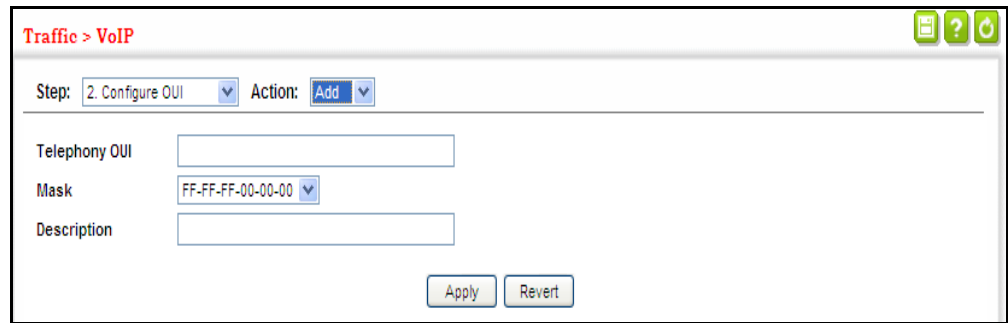 Traffic > VoIP
?
Step: 2. Configure OUI Action: Add
Telephony OUI
Mask FF-FF-FF-00-00-00
Description
Apply Revert